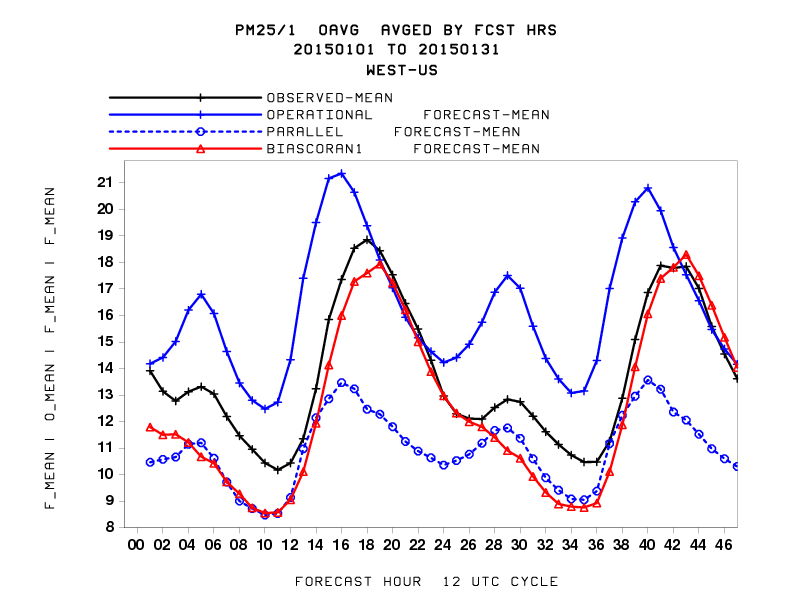 PM25/1 OAVG AVGED BY FCST HRS
20150101 TO 20150131
WEST-US
OBSERVED-MEAN
OPERATIONAL FORECAST-MEAN
PARALLEL FORECAST-MEAN
BIASCORAN1 FORECAST-MEAN
F_MEAN | O_MEAN | F_MEAN | F_MEAN
21
20
19
18
17
16
15
14
13
12
11
10
9
8
00 02 04 06 08 10 12 14 16 18 20 22 24 26 28 30 32 34 36 38 40 42 44 46
FORECAST HOUR 12 UTC CYCLE